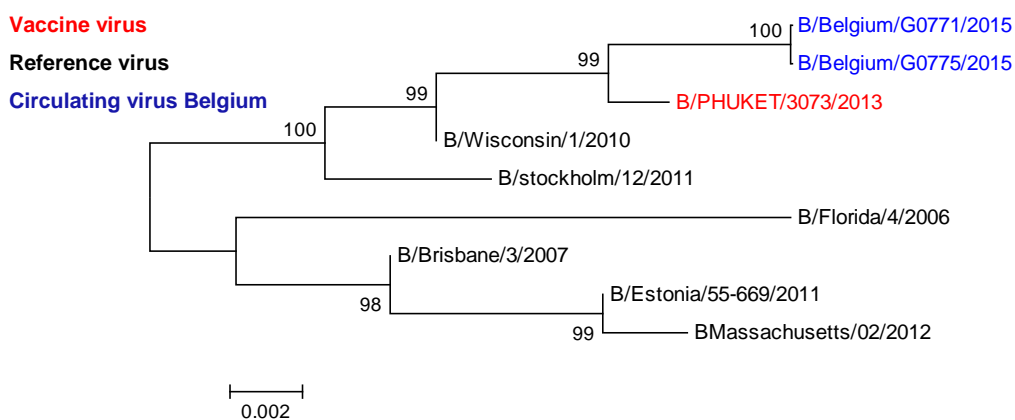 Vaccine virus
Reference virus
Circulating virus Belgium
100
B/Belgium/G0771/2015
99
B/Belgium/G0775/2015
99
B/PHUKET/3073/2013
100
B/Wisconsin/1/2010
B/stockholm/12/2011
B/Florida/4/2006
B/Brisbane/3/2007
98
B/Estonia/55-669/2011
99
BMassachusetts/02/2012
0.002